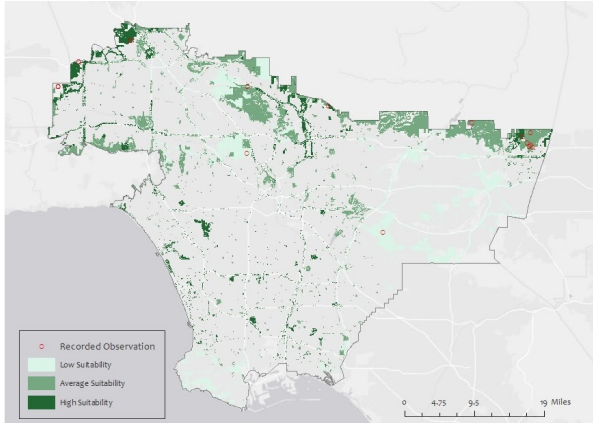 Recorded Observation
Low Suitability
Average Suitability
High Suitability
0 4.75 9.5 19 Miles